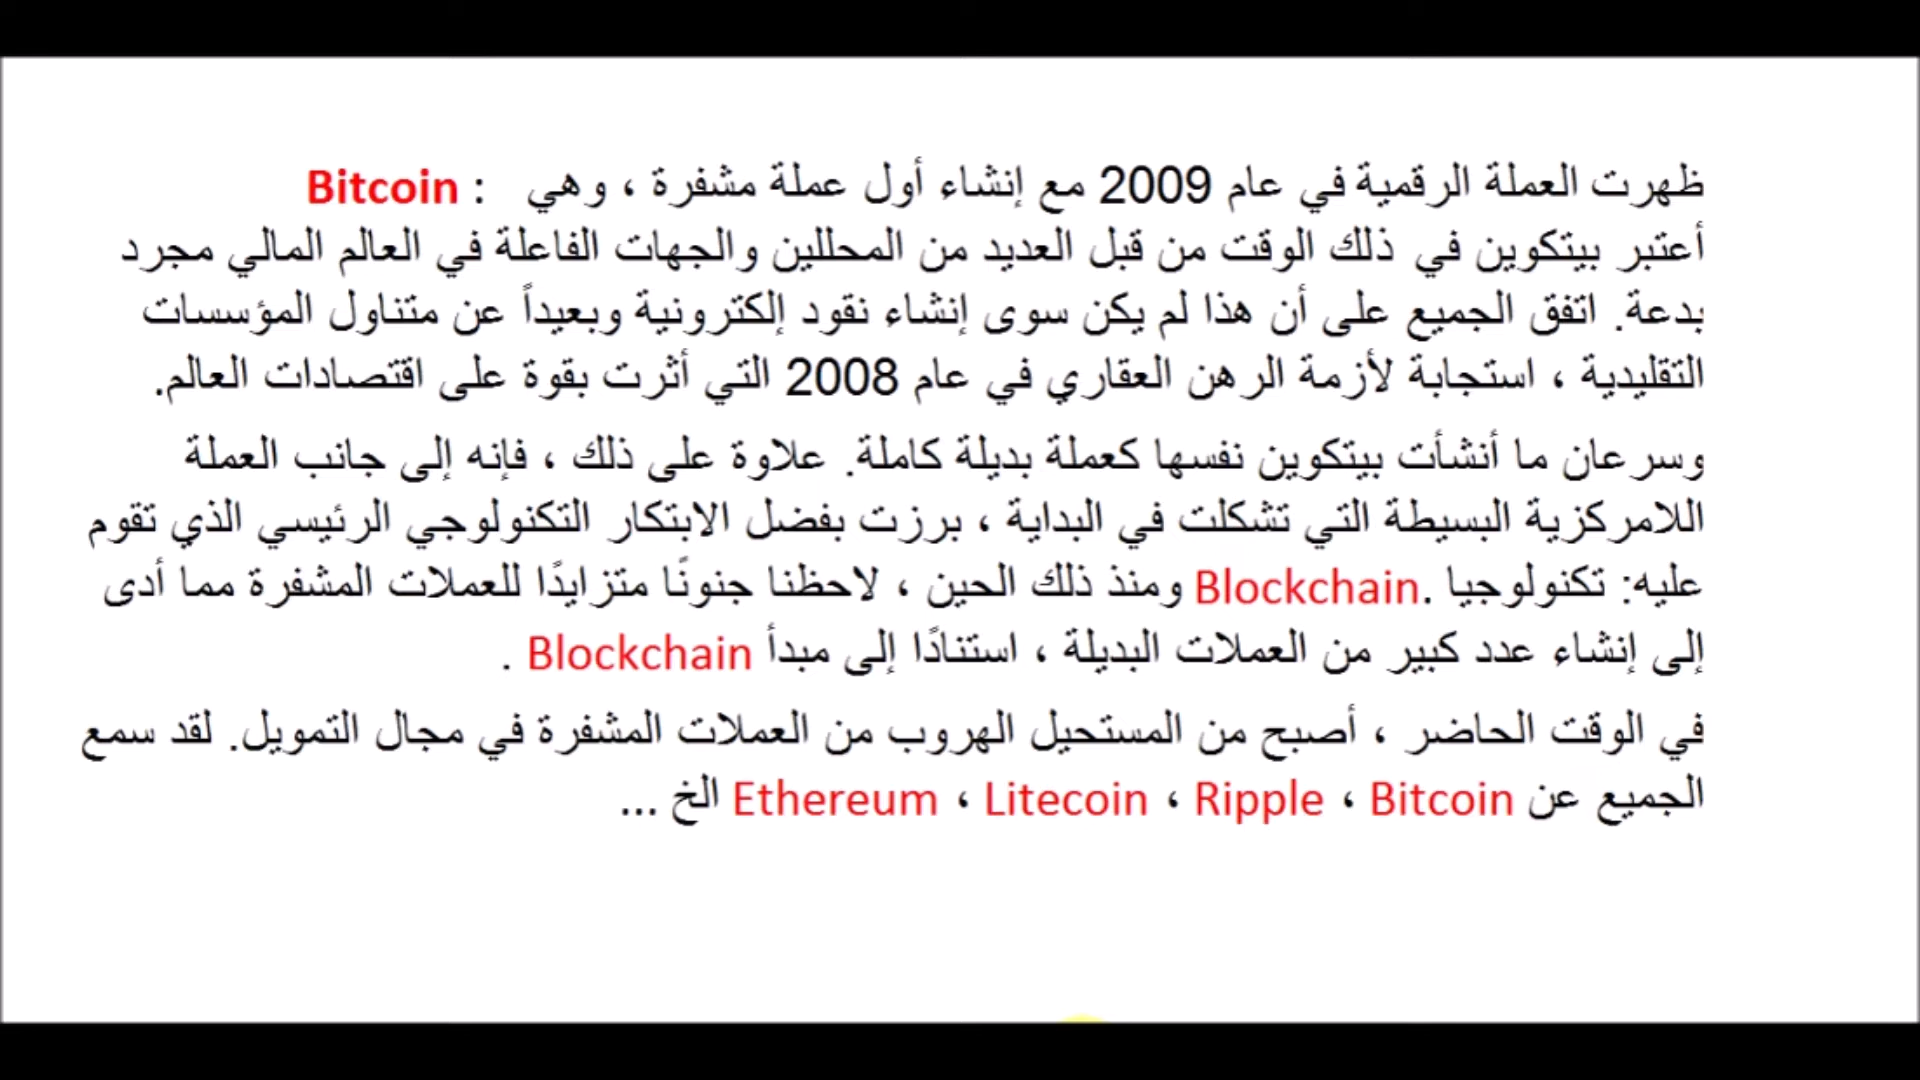 ظهرت العملة الرقمية في عام 2009 مع إنشاء أول عملة مشفرة ، وهي : Bitcoin
أعتبر بيتكوين في ذلك الوقت من قبل العديد من المحللين والجهات الفاعلة في العالم المالي مجرد
بدعة. اتفق الجميع على أن هذا لم يكن سوى إنشاء نقود إلكترونية وبعيداً عن متناول المؤسسات
التقليدية ، استجابة لأزمة الرهن العقاري في عام 2008 التي أثرت بقوة على اقتصادات العالم.
وسرعان ما أنشأت بيتكوين نفسها كعملة بديلة كاملة. علاوة على ذلك ، فإنه إلى جانب العملة
اللامركزية البسيطة التي تشكلت في البداية ، برزت بفضل الابتكار التكنولوجي الرئيسي الذي تقوم
عليه: تكنولوجيا .Blockchain ومنذ ذلك الحين ، لاحظنا جنونًا متزايدًا للعملات المشفرة مما أدى
إلى إنشاء عدد كبير من العملات البديلة ، استنادًا إلى مبدأ Blockchain .
في الوقت الحاضر ، أصبح من المستحيل الهروب من العملات المشفرة في مجال التمويل. لقد سمع
الجميع عن Bitcoin ، Ripple ، Litecoin ، Ethereum الخ ...